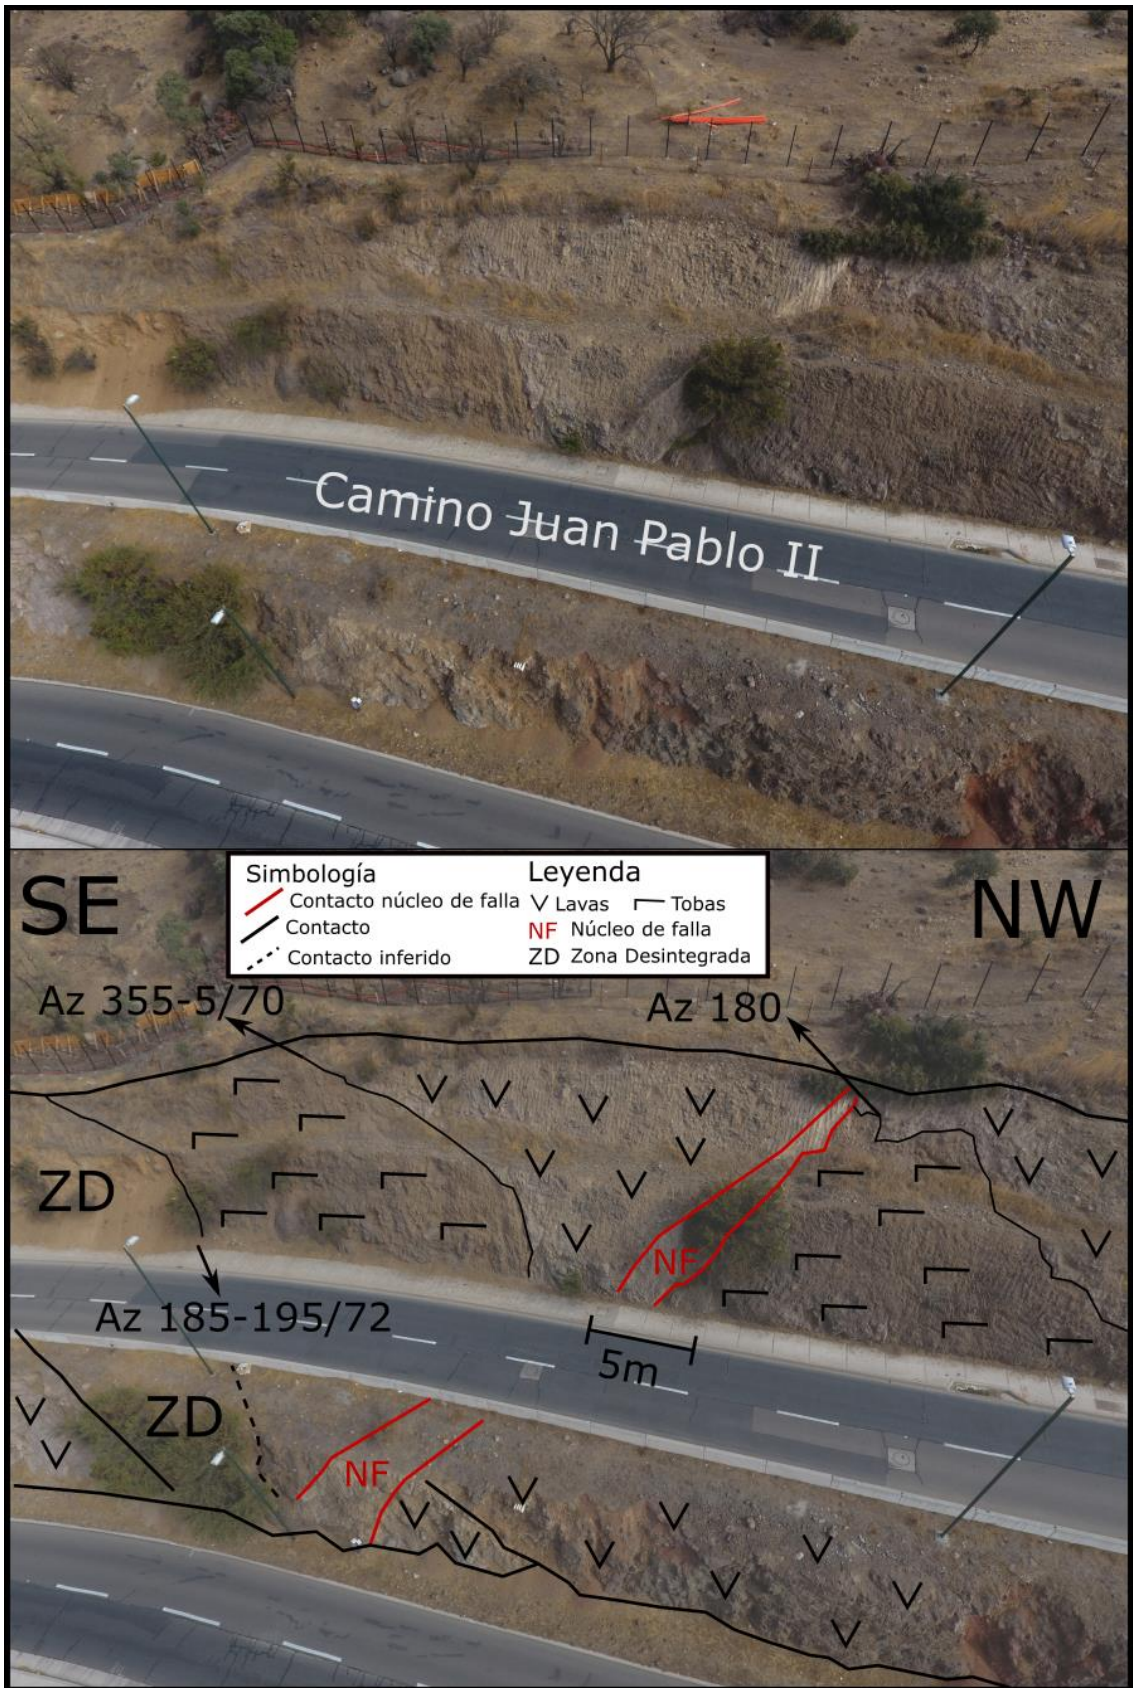 Camino Juan Pablo II
SE
Simbología
Contacto núcleo de falla
Contacto
Contacto inferido
Leyenda
Lavas
Tobas
NF Núcleo de falla
ZD Zona Desintegrada
NW
Az 355-5/70
Az 180
ZD
NF
Az 185-195/72
5m
ZD
NF